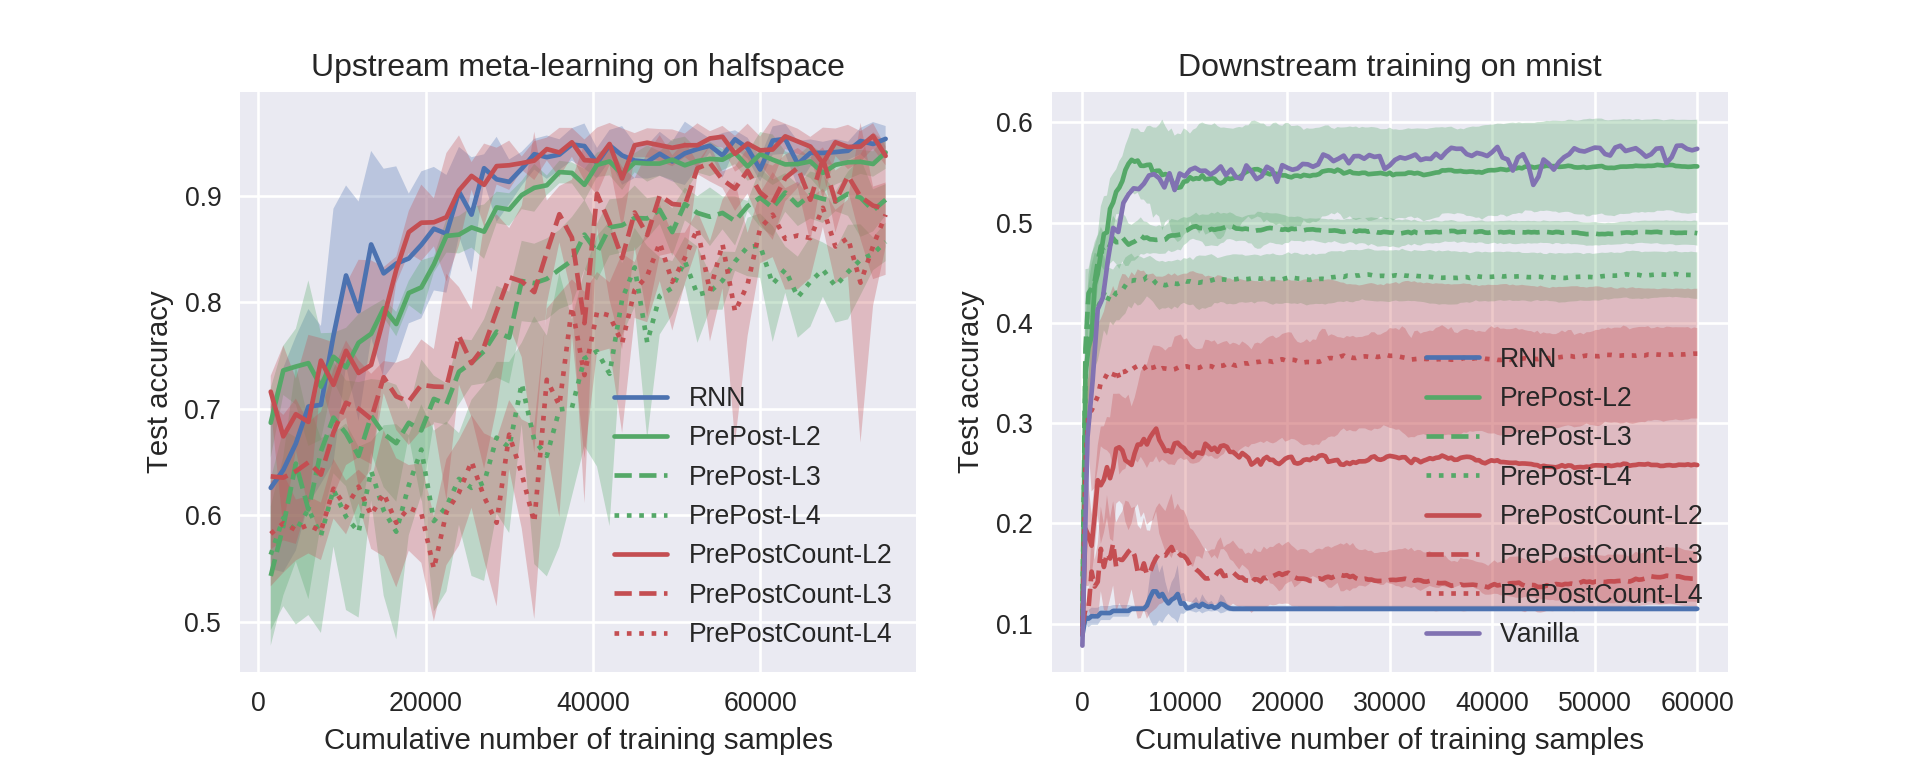 Upstream meta-learning on halfspace
Test accuracy
0.9
0.8
0.7
0.6
0.5
0
20000
40000
60000
Cumulative number of training samples
RNN
PrePost-L2
PrePost-L3
PrePost-L4
PrePostCount-L2
PrePostCount-L3
PrePostCount-L4
Downstream training on mnist
Test accuracy
0.6
0.5
0.4
0.3
0.2
0.1
0
10000
20000
30000
40000
50000
60000
Cumulative number of training samples
RNN
PrePost-L2
PrePost-L3
PrePost-L4
PrePostCount-L2
PrePostCount-L3
PrePostCount-L4
Vanilla